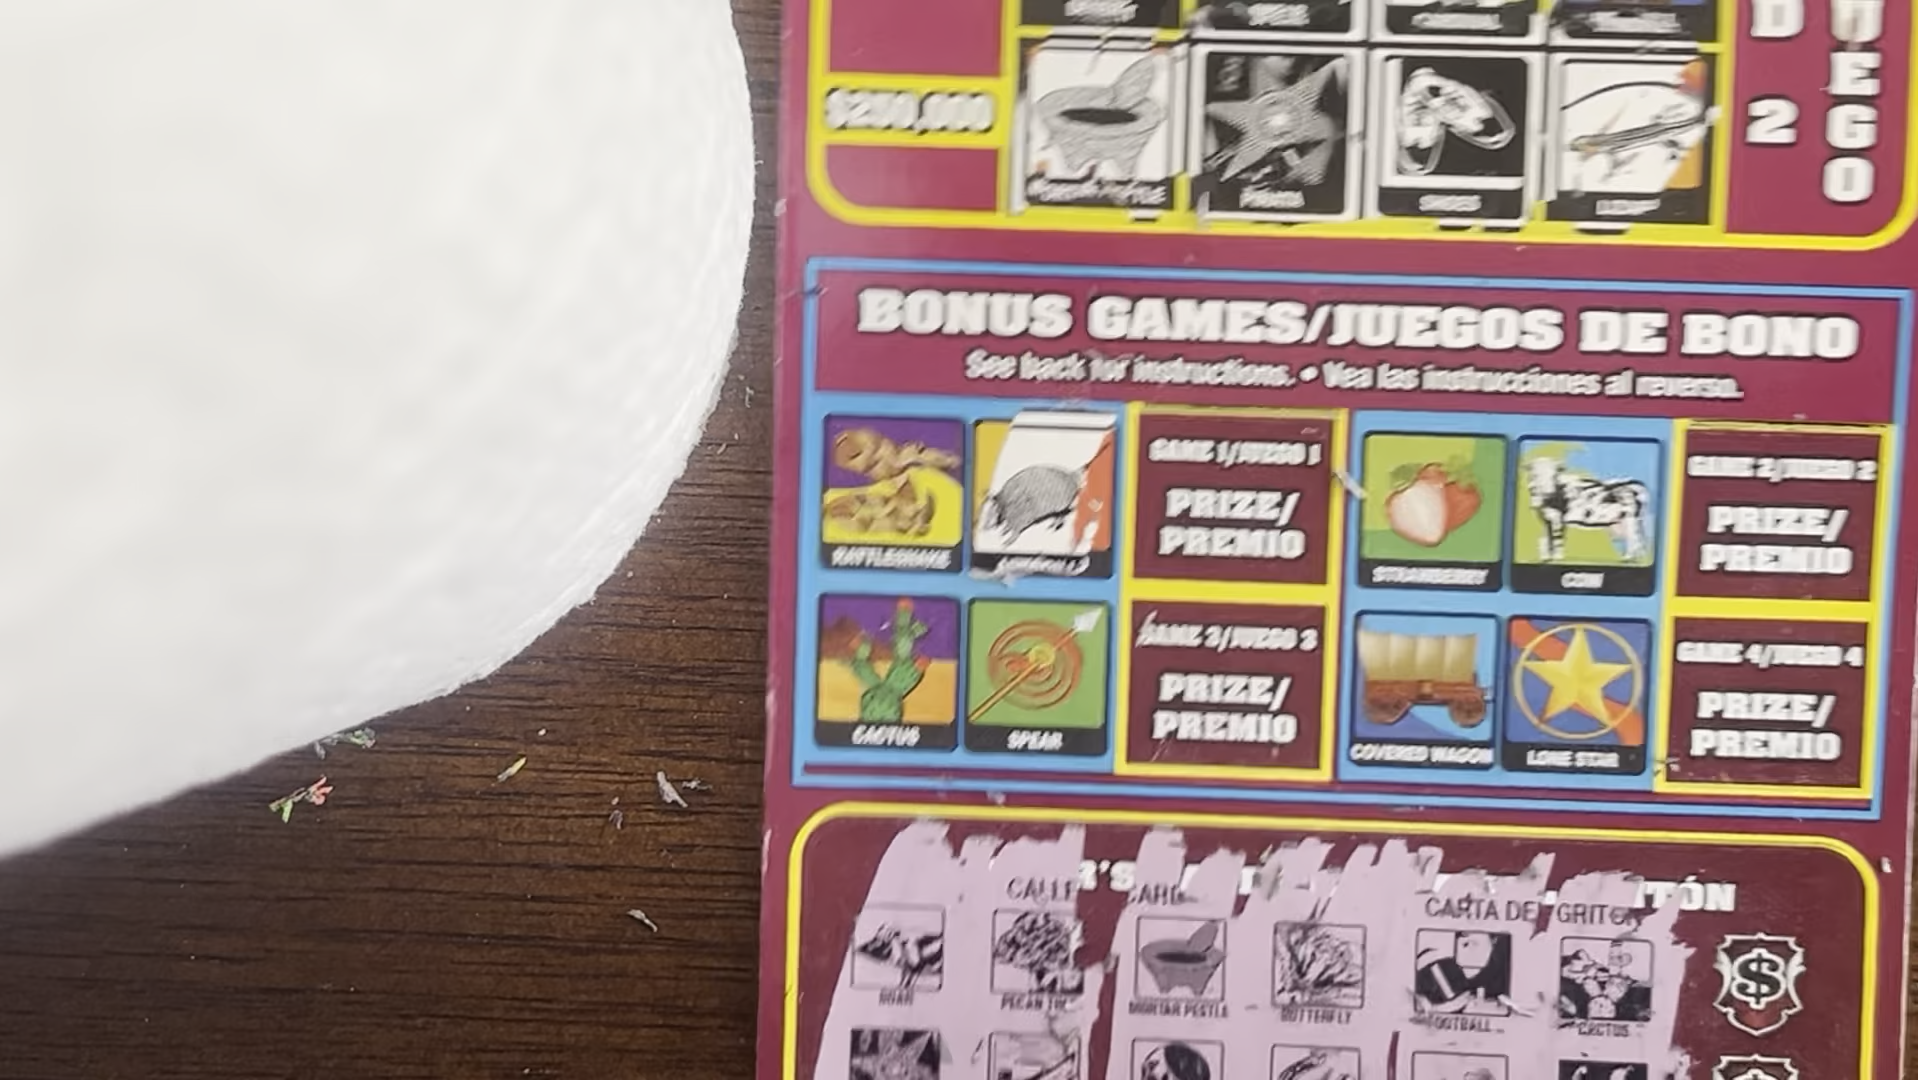 D U
E
$250,000
2 G
O
PIÑATA SHOES
BONUS GAMES/JUEGOS DE BONO
See back for instructions. • Vea las instrucciones al reverso.
GAME 1/JUEGO 1
PRIZE/
PREMIO
GAME 2/JUEGO 2
PRIZE/
PREMIO
RATTLESNAKE STRAWBERRY COW
GAME 3/JUEGO 3
PRIZE/
PREMIO
GAME 4/JUEGO 4
PRIZE/
PREMIO
CACTUS SPEAR COVERED WAGON LONE STAR
CARTA DEL GRITÓN
PECAN TREE MORTAR PESTLE BUTTERFLY FOOTBALL CACTUS
$